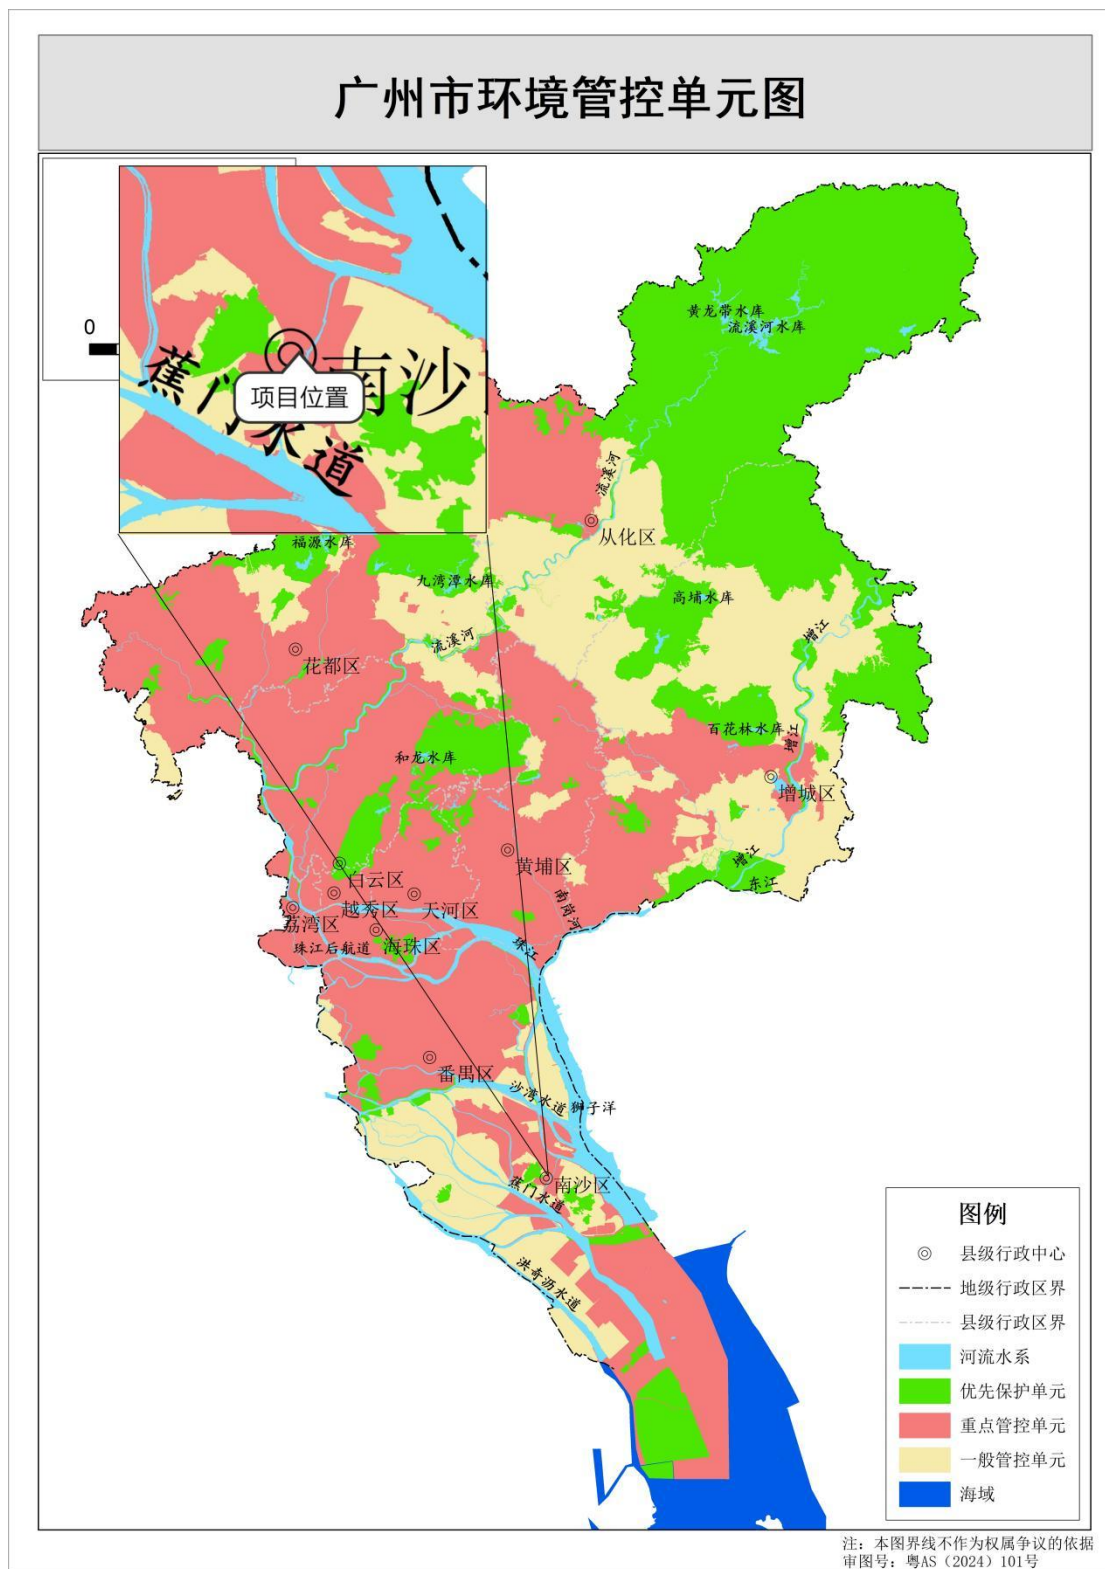 广州市环境管控单元图
0
南沙
蕉门水道
项目位置
黄龙带水库
流溪河水库
流溪河
从化区
福源水库
九湾潭水库
高埔水库
增江
流溪河
花都区
百花林水库
增江
和龙水库
增城区
黄埔区
增江
东江
白云区
越秀区
天河区
南岗河
荔湾区
海珠区
珠江
珠江后航道
番禺区
沙湾水道
狮子洋
南沙区
蕉门水道
洪奇沥水道
图例
县级行政中心
地级行政区界
县级行政区界
河流水系
优先保护单元
重点管控单元
一般管控单元
海域
注：本图界线不作为权属争议的依据
审图号：粤AS（2024）101号